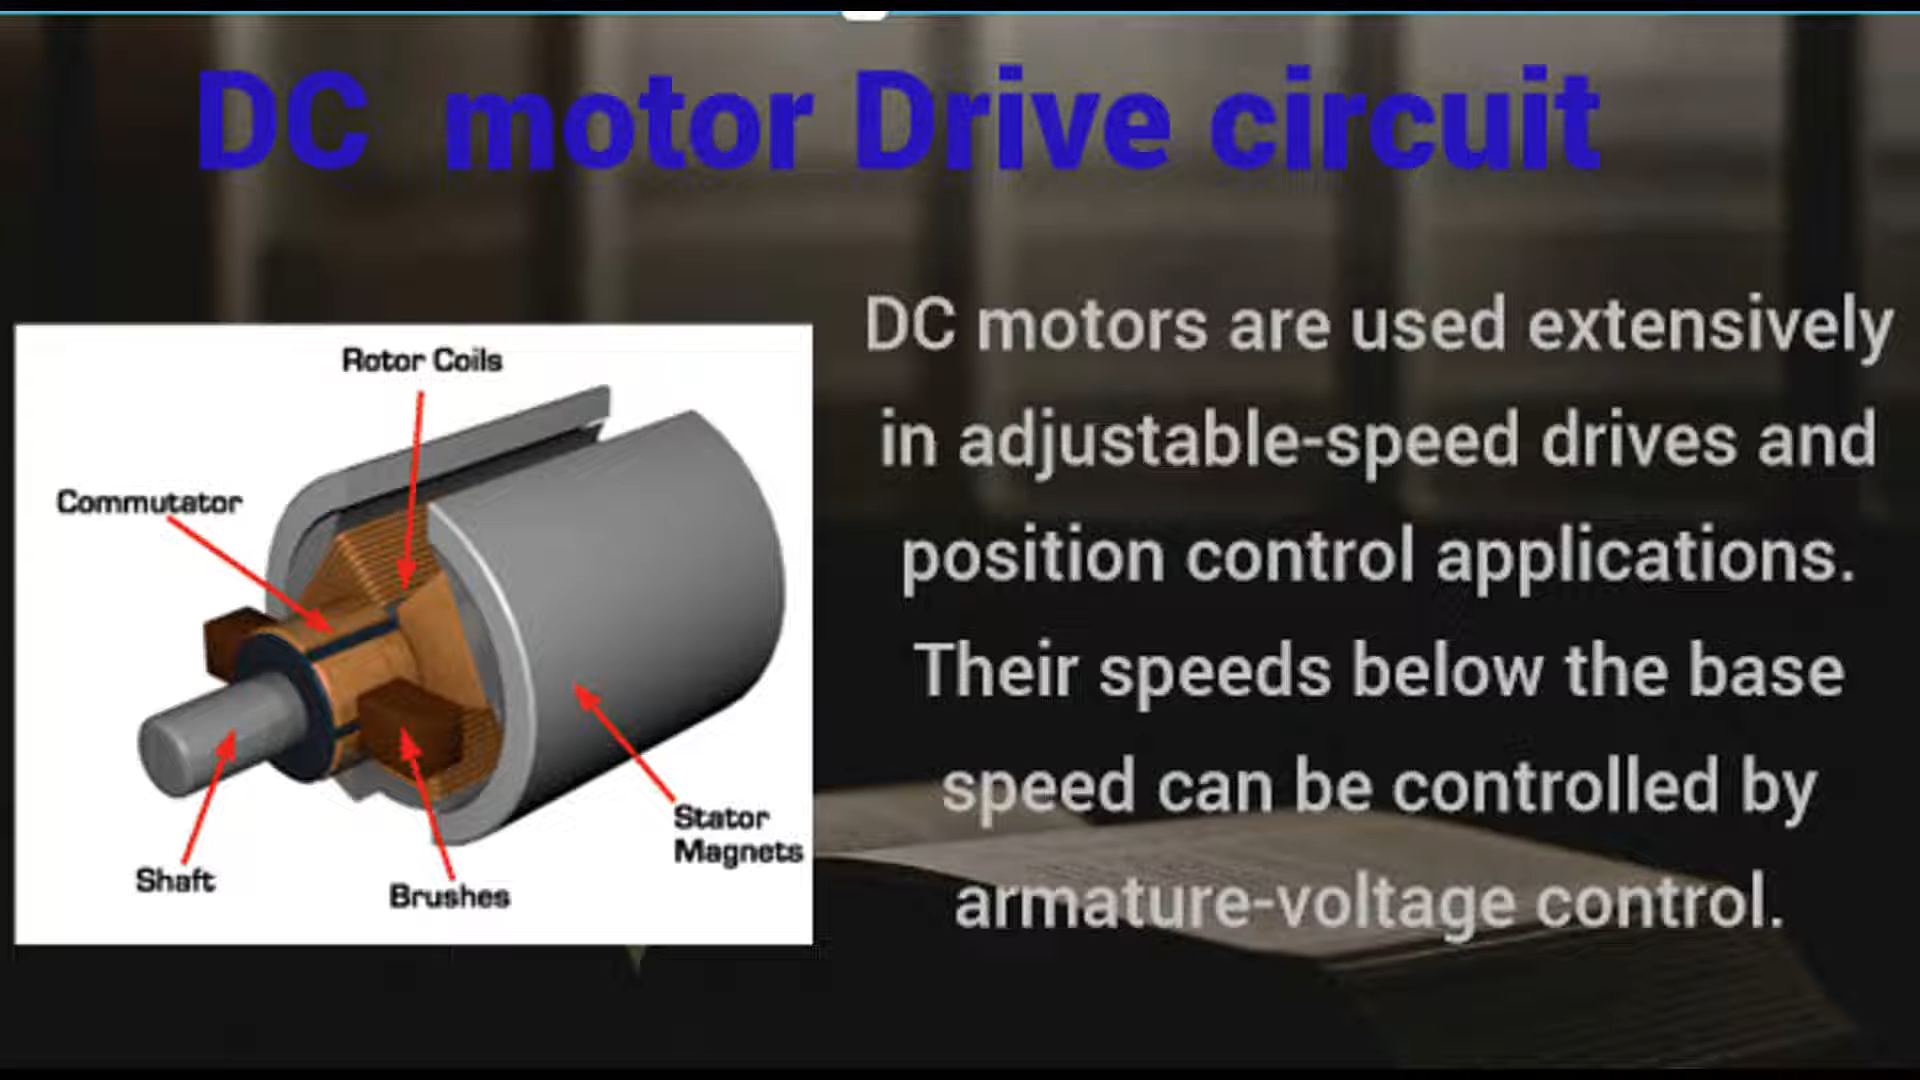 DC motor Drive circuit
Rotor Coils
Commutator
Shaft
Brushes
Stator
Magnets
DC motors are used extensively
in adjustable-speed drives and
position control applications.
Their speeds below the base
speed can be controlled by
armature-voltage control.